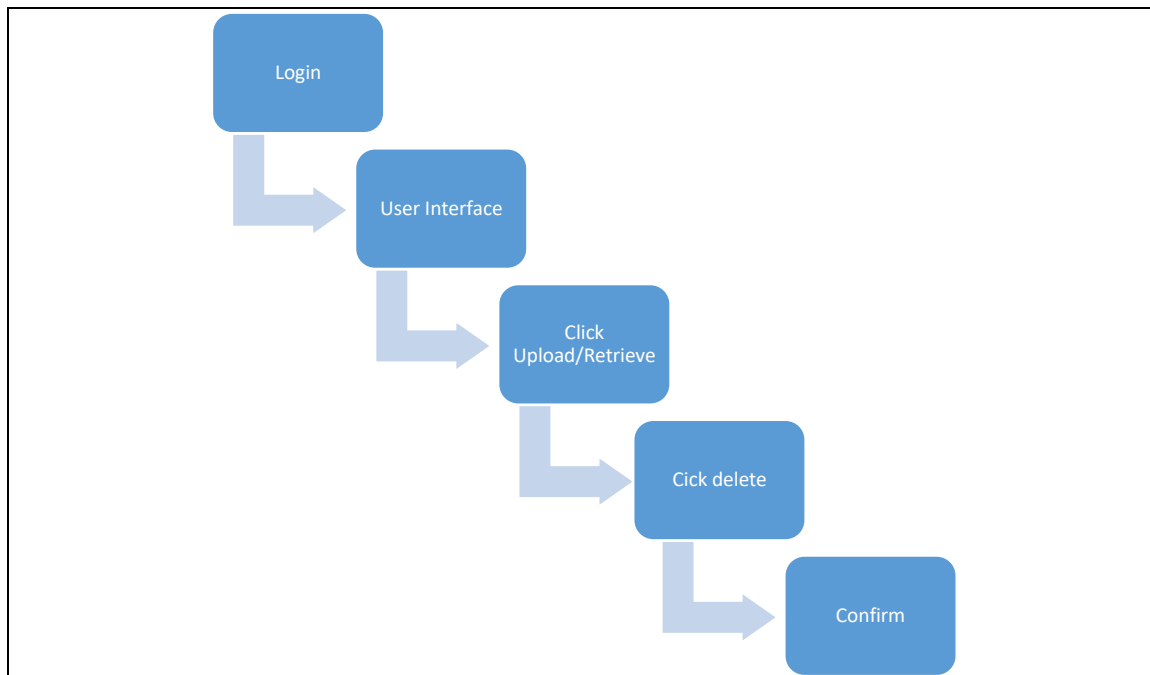 Login
User Interface
Click
Upload/Retrieve
Cick delete
Confirm